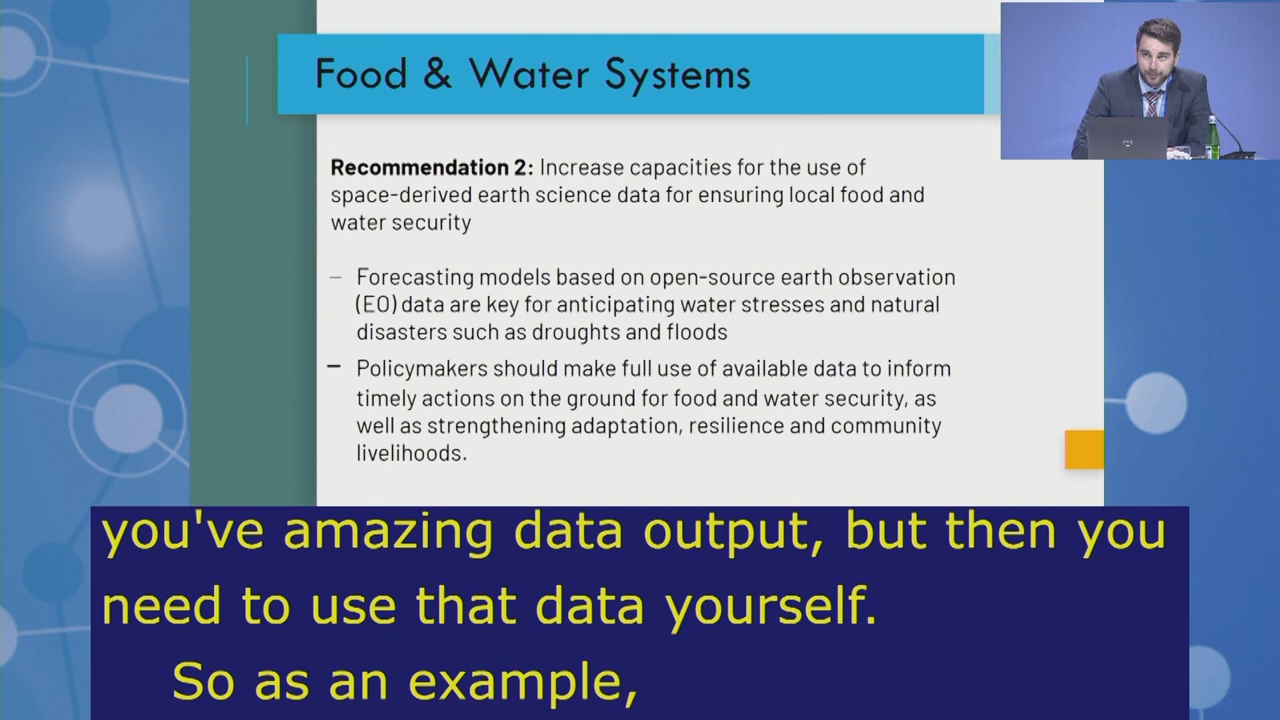 Food & Water Systems
Recommendation 2: Increase capacities for the use of
space-derived earth science data for ensuring local food and
water security
– Forecasting models based on open-source earth observation
(EO) data are key for anticipating water stresses and natural
disasters such as droughts and floods
– Policymakers should make full use of available data to inform
timely actions on the ground for food and water security, as
well as strengthening adaptation, resilience and community
livelihoods.
you've amazing data output, but then you
need to use that data yourself.
So as an example,